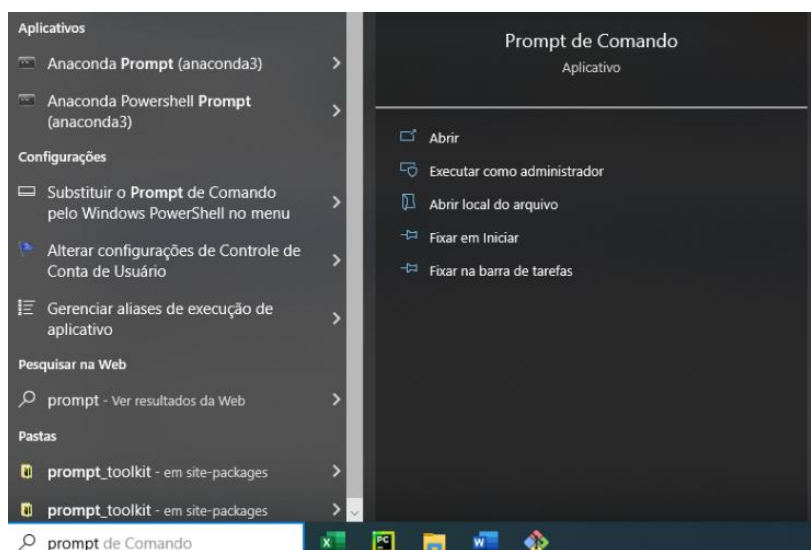 Aplicativos
Anaconda Prompt (anaconda3)
Anaconda Powershell Prompt
(anaconda3)
Configurações
Substituir o Prompt de Comando
pelo Windows PowerShell no menu
Alterar configurações de Controle de
Conta de Usuário
Gerenciar aliases de execução de
aplicativo
Pesquisar na Web
prompt - Ver resultados da Web
Pastas
prompt_toolkit - em site-packages
prompt_toolkit - em site-packages
prompt de Comando
Prompt de Comando
Aplicativo
Abrir
Executar como administrador
Abrir local do arquivo
Fixar em Iniciar
Fixar na barra de tarefas
X
PC
W